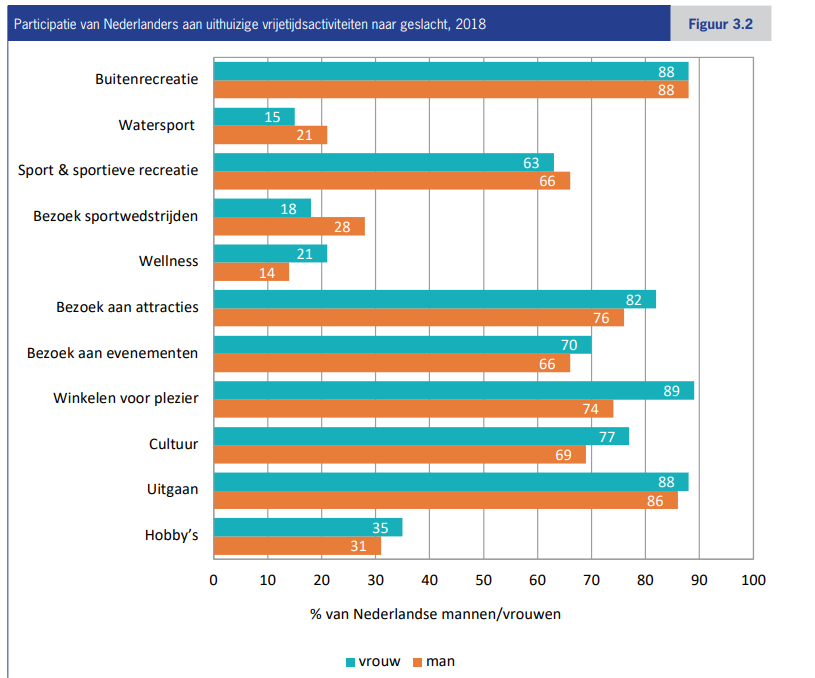 Participatie van Nederlanders aan uithuizige vrijetijdsactiviteiten naar geslacht, 2018
Figuur 3.2
Buitenrecreatie
88
88
Watersport
15
21
Sport & sportieve recreatie
63
66
Bezoek sportwedstrijden
18
28
Wellness
21
14
Bezoek aan attracties
82
76
Bezoek aan evenementen
70
66
Winkelen voor plezier
89
74
Cultuur
77
69
Uitgaan
88
86
Hobby’s
35
31
0 10 20 30 40 50 60 70 80 90 100
% van Nederlandse mannen/vrouwen
vrouw man